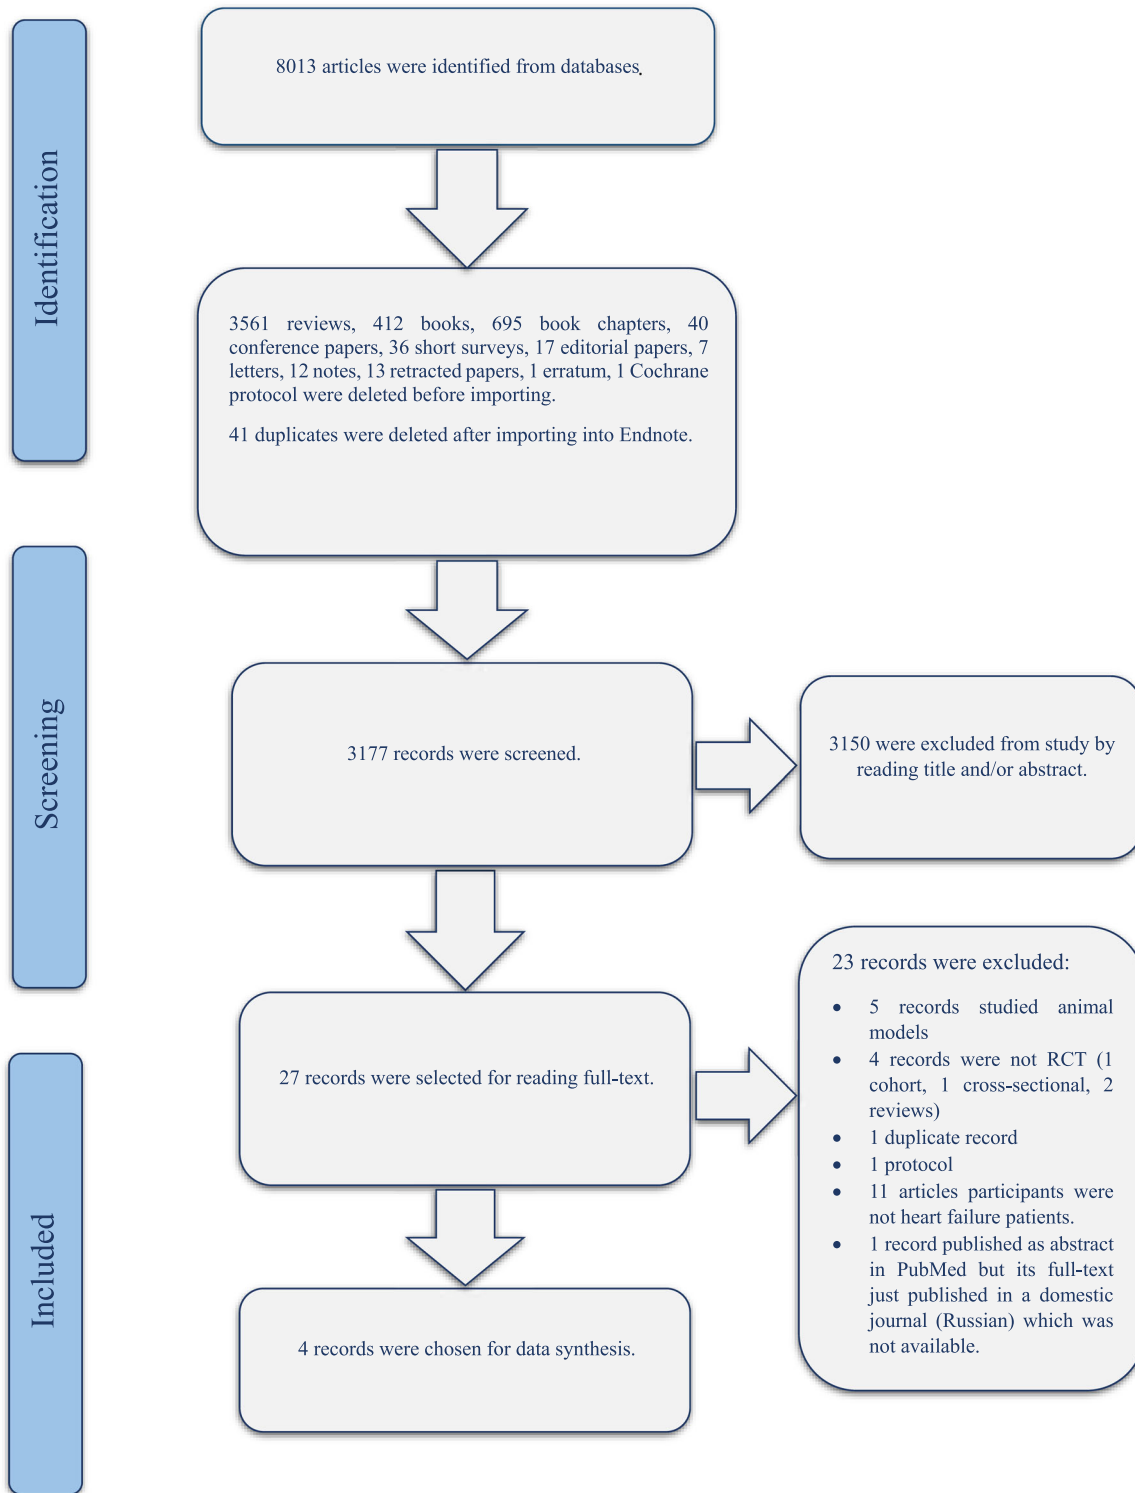 Identification
8013 articles were identified from databases.
3561 reviews, 412 books, 695 book chapters, 40
conference papers, 36 short surveys, 17 editorial papers, 7
letters, 12 notes, 13 retracted papers, 1 erratum, 1 Cochrane
protocol were deleted before importing.
41 duplicates were deleted after importing into Endnote.
Screening
3177 records were screened.
3150 were excluded from study by
reading title and/or abstract.
27 records were selected for reading full-text.
23 records were excluded:
• 5 records studied animal
models
• 4 records were not RCT (1
cohort, 1 cross-sectional, 2
reviews)
• 1 duplicate record
• 1 protocol
• 11 articles participants were
not heart failure patients.
• 1 record published as abstract
in PubMed but its full-text
just published in a domestic
journal (Russian) which was
not available.
Included
4 records were chosen for data synthesis.